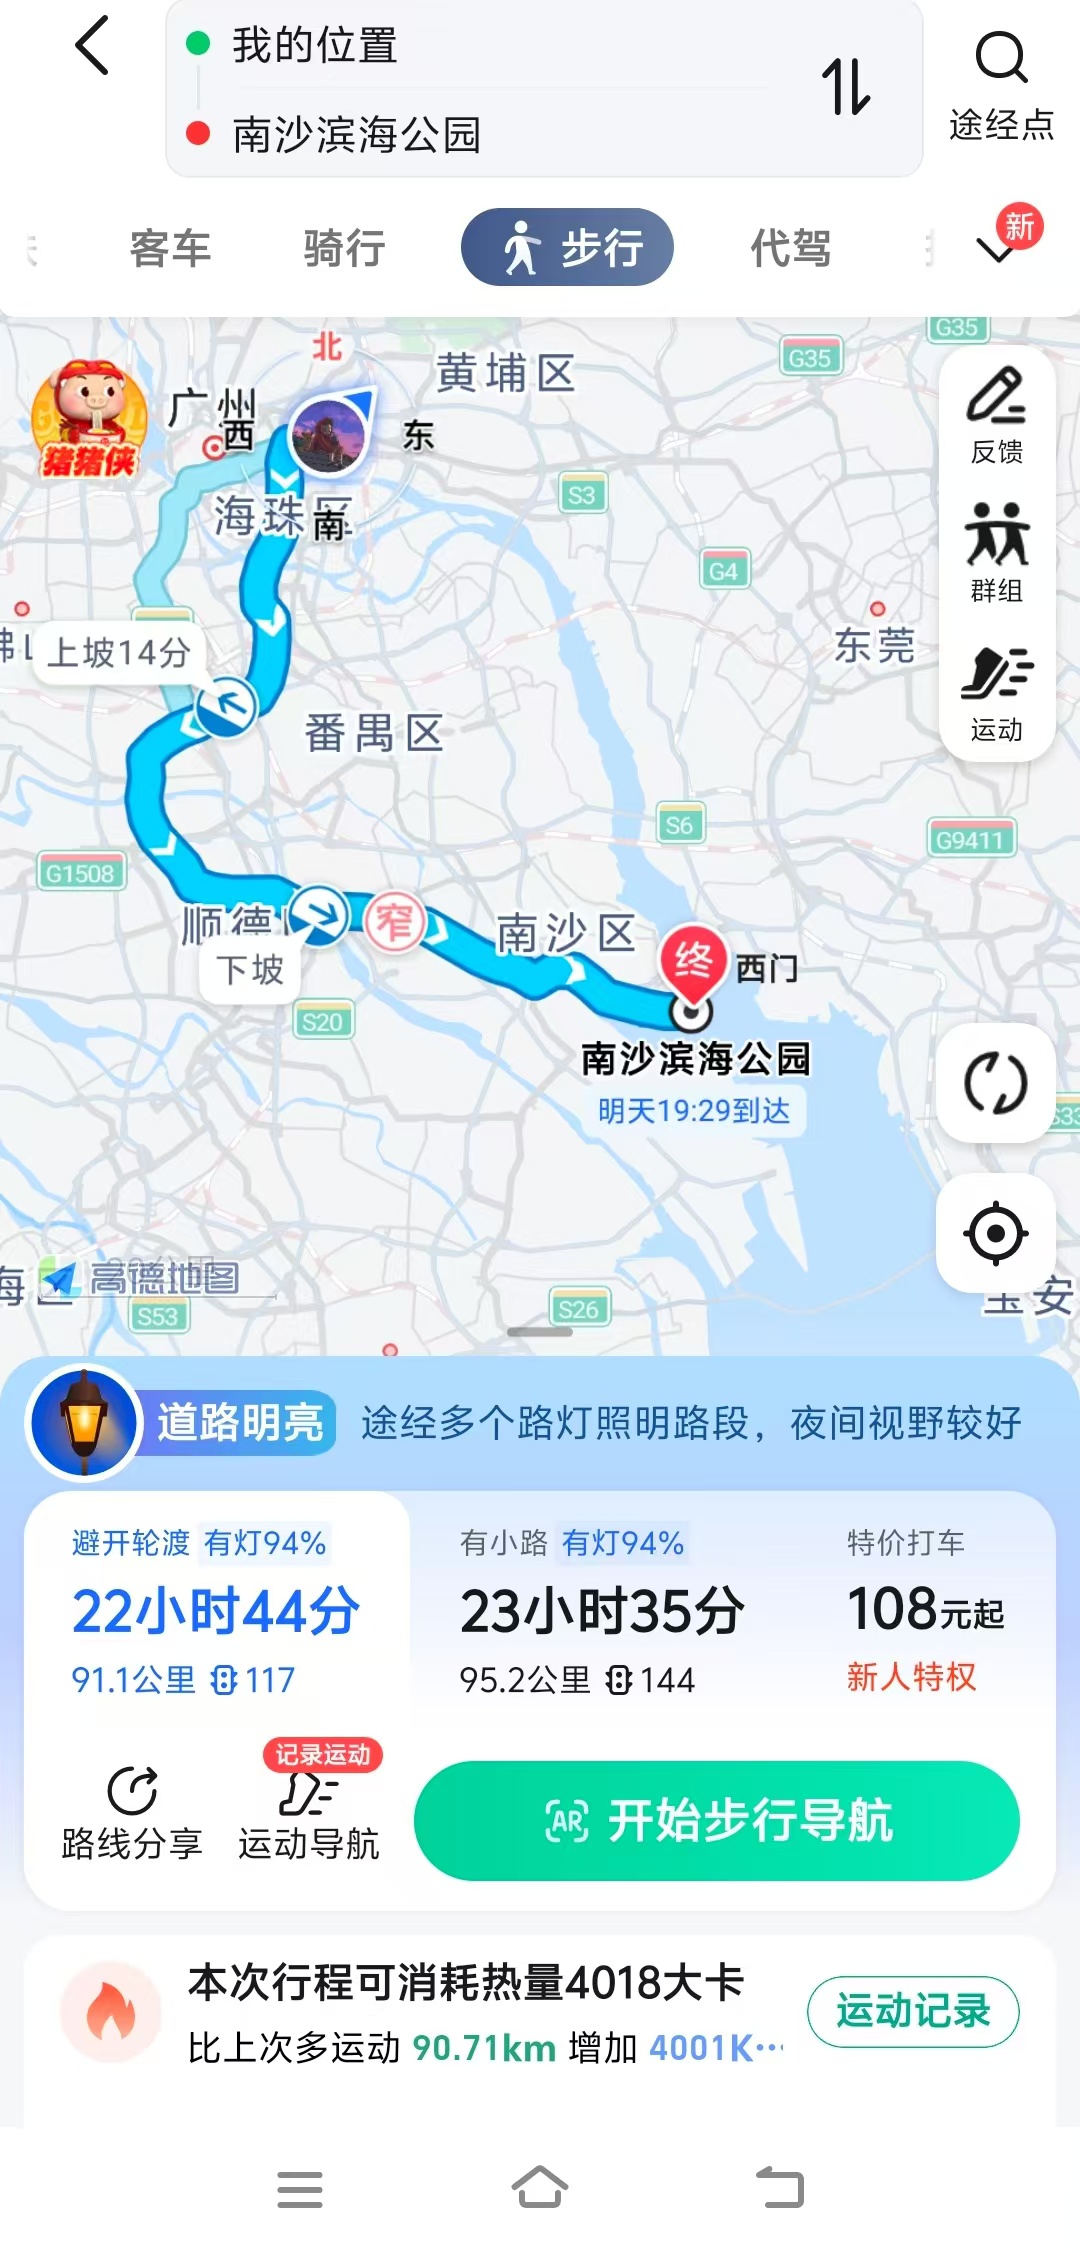 我的位置
南沙滨海公园
途经点
客车
骑行
步行
代驾
新
G35
北
黄埔区
G35
广州
西
东
猪猪侠
反馈
S3
海珠区
南
G4
群组
上坡14分
东莞
番禺区
运动
S6
G9411
G1508
顺德
窄
南沙区
终
西门
下坡
S20
南沙滨海公园
明天19:29到达
S33
高德地图
海
宝安
S53
S26
道路明亮
途经多个路灯照明路段，夜间视野较好
避开轮渡 有灯94%
22小时44分
91.1公里 117
有小路 有灯94%
23小时35分
95.2公里 144
特价打车
108元起
新人特权
记录运动
路线分享
运动导航
AR 开始步行导航
本次行程可消耗热量4018大卡
比上次多运动 90.71km 增加 4001K…
运动记录